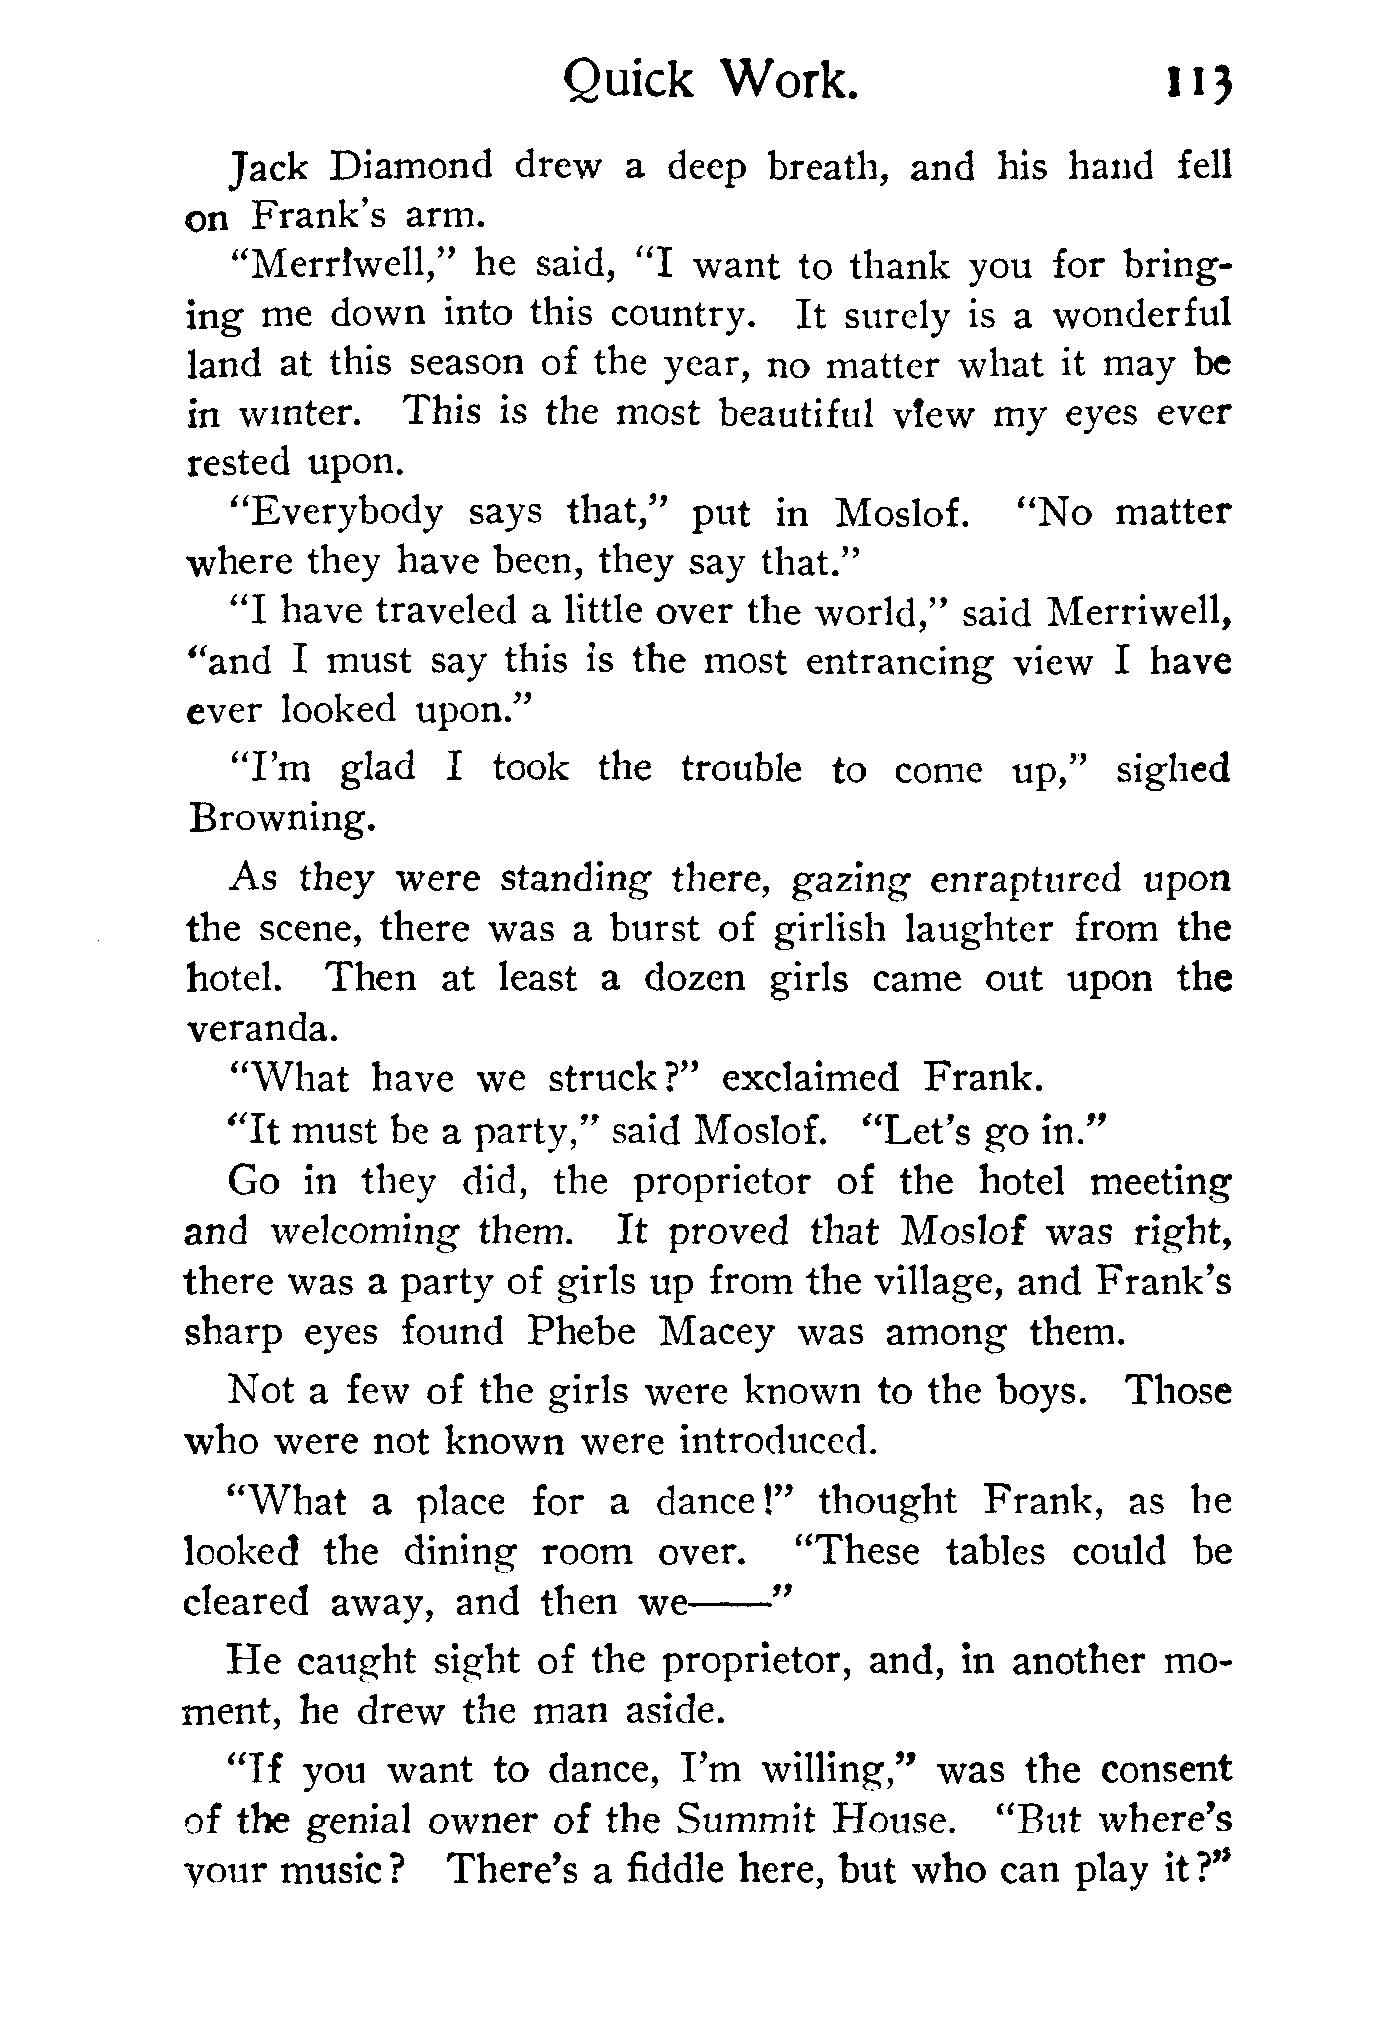 Quick Work. 113
Jack Diamond drew a deep breath, and his hand fell
on Frank's arm.
"Merriwell," he said, "I want to thank you for bring-
ing me down into this country. It surely is a wonderful
land at this season of the year, no matter what it may be
in winter. This is the most beautiful view my eyes ever
rested upon.
"Everybody says that," put in Moslof. "No matter
where they have been, they say that."
"I have traveled a little over the world," said Merriwell,
"and I must say this is the most entrancing view I have
ever looked upon."
"I'm glad I took the trouble to come up," sighed
Browning.
As they were standing there, gazing enraptured upon
the scene, there was a burst of girlish laughter from the
hotel. Then at least a dozen girls came out upon the
veranda.
"What have we struck?" exclaimed Frank.
"It must be a party," said Moslof. "Let's go in."
Go in they did, the proprietor of the hotel meeting
and welcoming them. It proved that Moslof was right,
there was a party of girls up from the village, and Frank's
sharp eyes found Phebe Macey was among them.
Not a few of the girls were known to the boys. Those
who were not known were introduced.
"What a place for a dance!" thought Frank, as he
looked the dining room over. "These tables could be
cleared away, and then we——"
He caught sight of the proprietor, and, in another mo-
ment, he drew the man aside.
"If you want to dance, I'm willing," was the consent
of the genial owner of the Summit House. "But where's
your music? There's a fiddle here, but who can play it?"